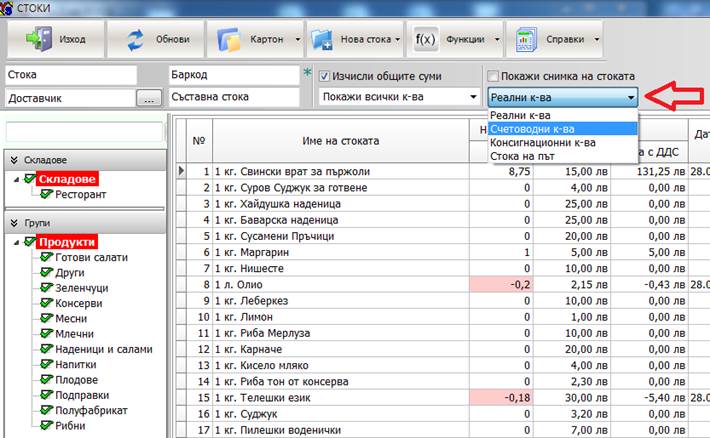 СТОКИ
Изход
Обнови
Картон
Нова стока
f(x) Функции
Справки
Стока
Баркод
*
Изчисли общите суми
Покажи снимка на стоката
Доставчик
...
Съставна стока
Покажи всички к-ва
Реални к-ва
Реални к-ва
Счетоводни к-ва
Консигнационни к-ва
Стока на път
Складове
Складове
Ресторант
Групи
Продукти
Готови салати
Други
Зеленчуци
Консерви
Месни
Млечни
Наденици и салами
Напитки
Плодове
Подправки
Полуфабрикат
Рибни
№ Име на стоката Н а с ДДС Дат
1 1 кг. Свински врат за пържоли 8,75 15,00 лв 131,25 лв 28.0
2 1 кг. Суров Суджук за готвене 0 4,00 лв 0,00 лв
3 1 кг. Хайдушка наденица 0 25,00 лв 0,00 лв
4 1 кг. Баварска наденица 0 25,00 лв 0,00 лв
5 1 кг. Сусамени Пръчици 0 20,00 лв 0,00 лв
6 1 кг. Маргарин 1 5,00 лв 5,00 лв
7 1 кг. Нишесте 0 10,00 лв 0,00 лв
8 1 л. Олио -0,2 2,15 лв -0,43 лв 28.0
9 1 кг. Леберкез 0 10,00 лв 0,00 лв
10 1 кг. Лимон 0 1,00 лв 0,00 лв
11 1 кг. Риба Мерлуза 0 10,00 лв 0,00 лв
12 1 кг. Карначе 0 20,00 лв 0,00 лв
13 1 кг. Кисело мляко 0 4,00 лв 0,00 лв
14 1 кг. Риба тон от консерва 0 2,30 лв 0,00 лв
15 1 кг. Телешки език -0,18 30,00 лв -5,40 лв 28.0
16 1 кг. Суджук 0 3,20 лв 0,00 лв
17 1 кг. Пилешки воденички 0 7,00 лв 0,00 лв